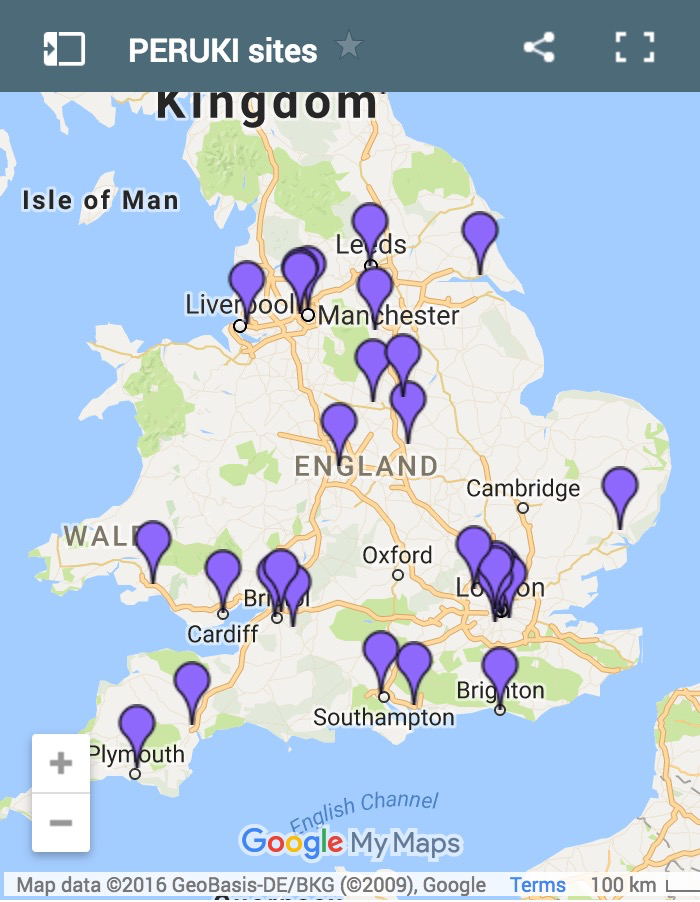 PERUKI sites
Kingdom
Isle of Man
Leeds
Liverpool
Manchester
ENGLAND
Cambridge
WAL
Oxford
London
Bristol
Cardiff
Brighton
Southampton
Plymouth
English Channel
Google My Maps
Map data ©2016 GeoBasis-DE/BKG (©2009), Google Terms 100 km